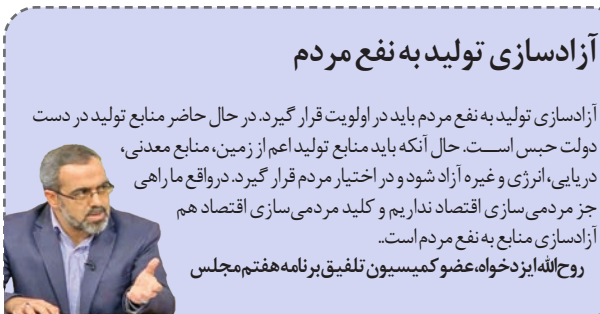 آزادسازی تولید به نفع مردم
آزادسازی تولید به نفع مردم باید در اولویت قرار گیرد. در حال حاضر منابع تولید در دست
دولت حبس اســت. حال آنکه باید منابع تولید اعم از زمین، منابع معدنی،
دریایی، انرژی و غیره آزاد شود و در اختیار مردم قرار گیرد. درواقع ما راهی
جز مردمی‌سازی اقتصاد نداریم و کلید مردمی‌سازی اقتصاد هم
آزادسازی منابع به نفع مردم است..
روح‌الله ایزدخواه، عضو کمیسیون تلفیق برنامه هفتم مجلس